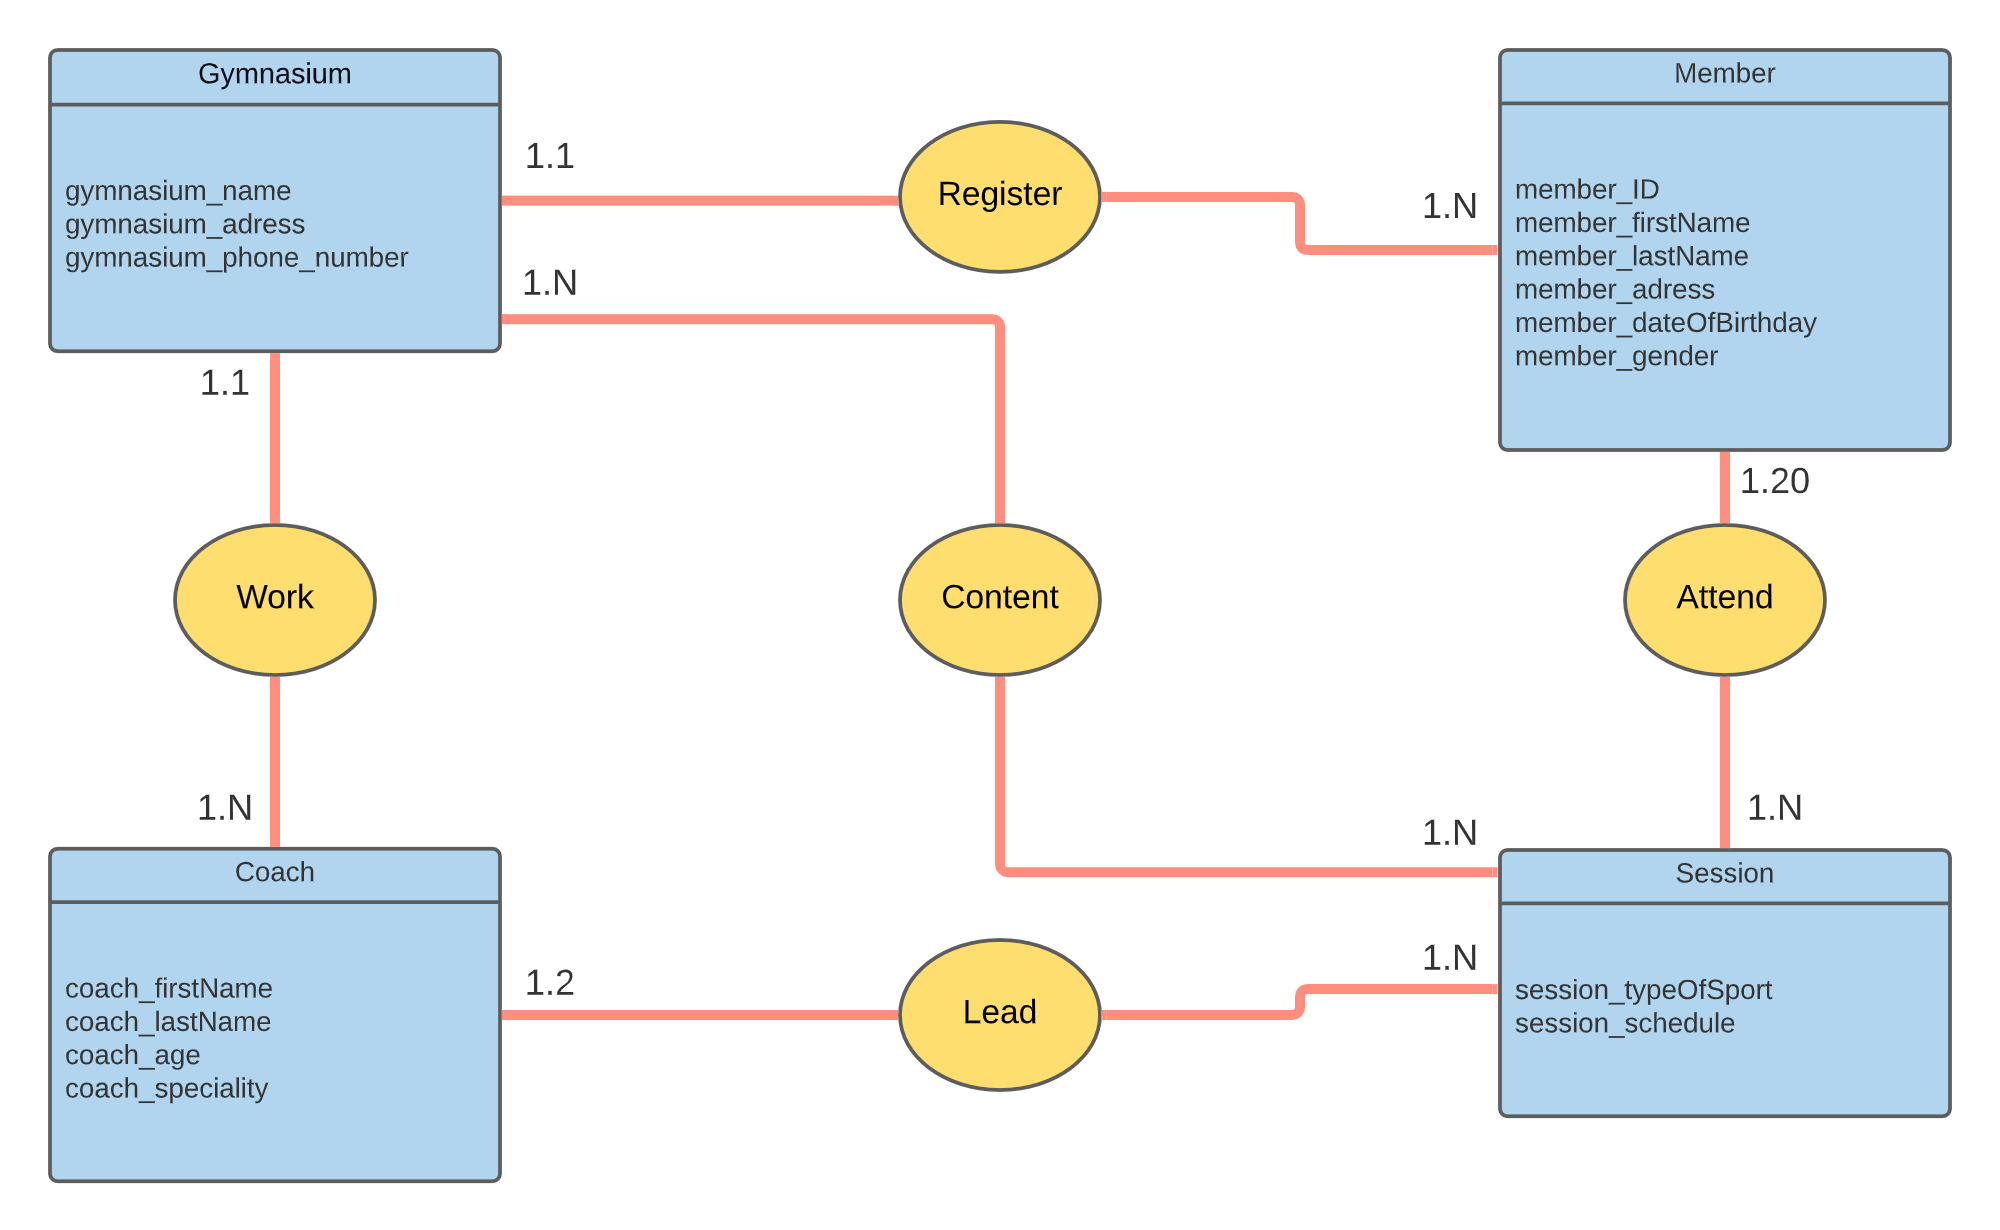 Gymnasium
gymnasium_name
gymnasium_adress
gymnasium_phone_number
1.1
Register
1.N
Member
member_ID
member_firstName
member_lastName
member_adress
member_dateOfBirthday
member_gender
1.N
1.1
1.20
Work
Content
Attend
1.N
1.N
1.N
Coach
coach_firstName
coach_lastName
coach_age
coach_speciality
1.2
Lead
1.N
Session
session_typeOfSport
session_schedule